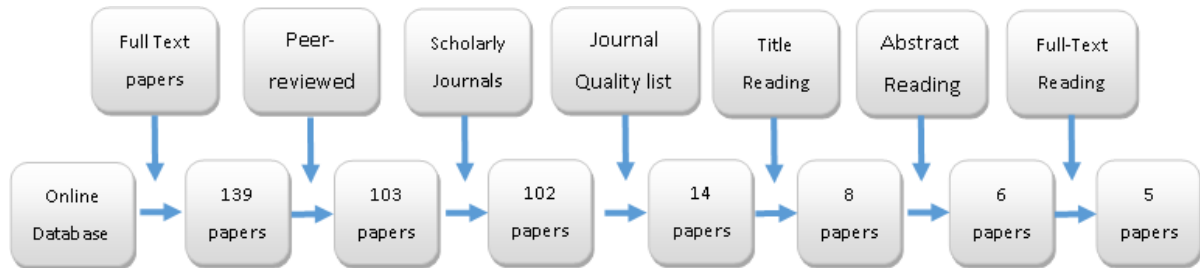 Full Text
papers
Peer-
reviewed
Scholarly
Journals
Journal
Quality list
Title
Reading
Abstract
Reading
Full-Text
Reading
Online
Database
139
papers
103
papers
102
papers
14
papers
8
papers
6
papers
5
papers